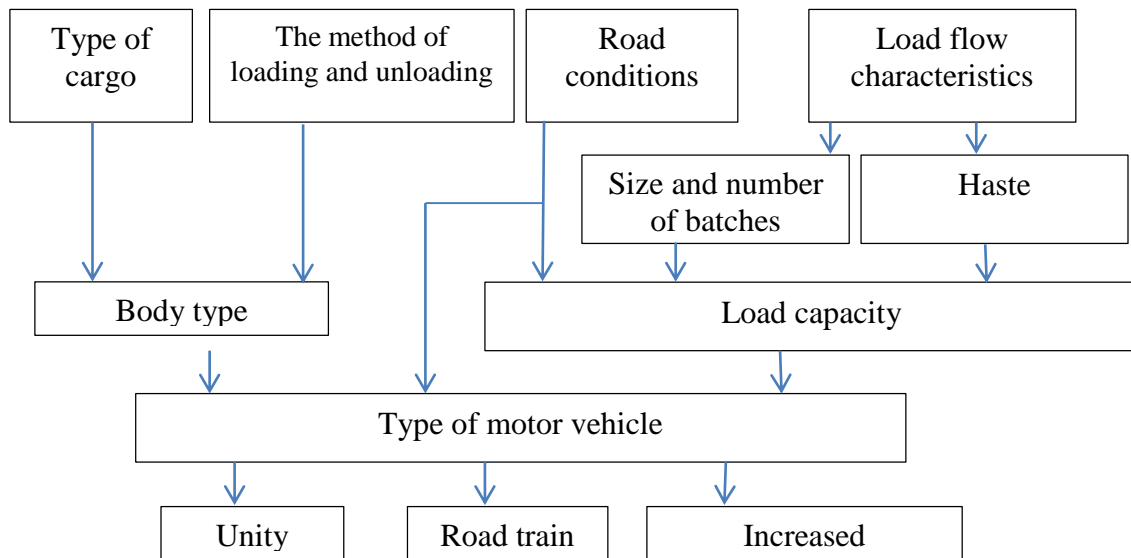 Type of
cargo
The method of
loading and unloading
Road
conditions
Load flow
characteristics
Size and number
of batches
Haste
Body type
Load capacity
Type of motor vehicle
Unity
Road train
Increased